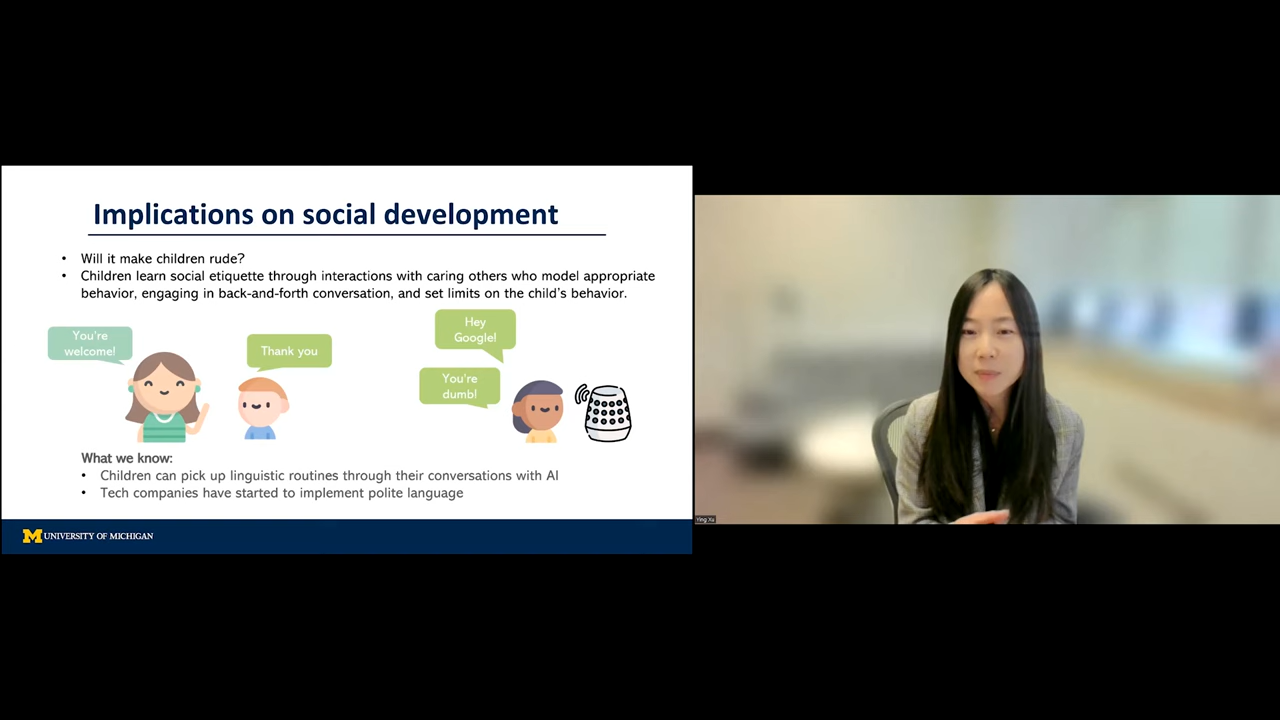 Implications on social development
• Will it make children rude?
• Children learn social etiquette through interactions with caring others who model appropriate
behavior, engaging in back-and-forth conversation, and set limits on the child's behavior.
You're
welcome!
Thank you
Hey
Google!
You're
dumb!
What we know:
• Children can pick up linguistic routines through their conversations with AI
• Tech companies have started to implement polite language
M UNIVERSITY OF MICHIGAN
Ying Xu